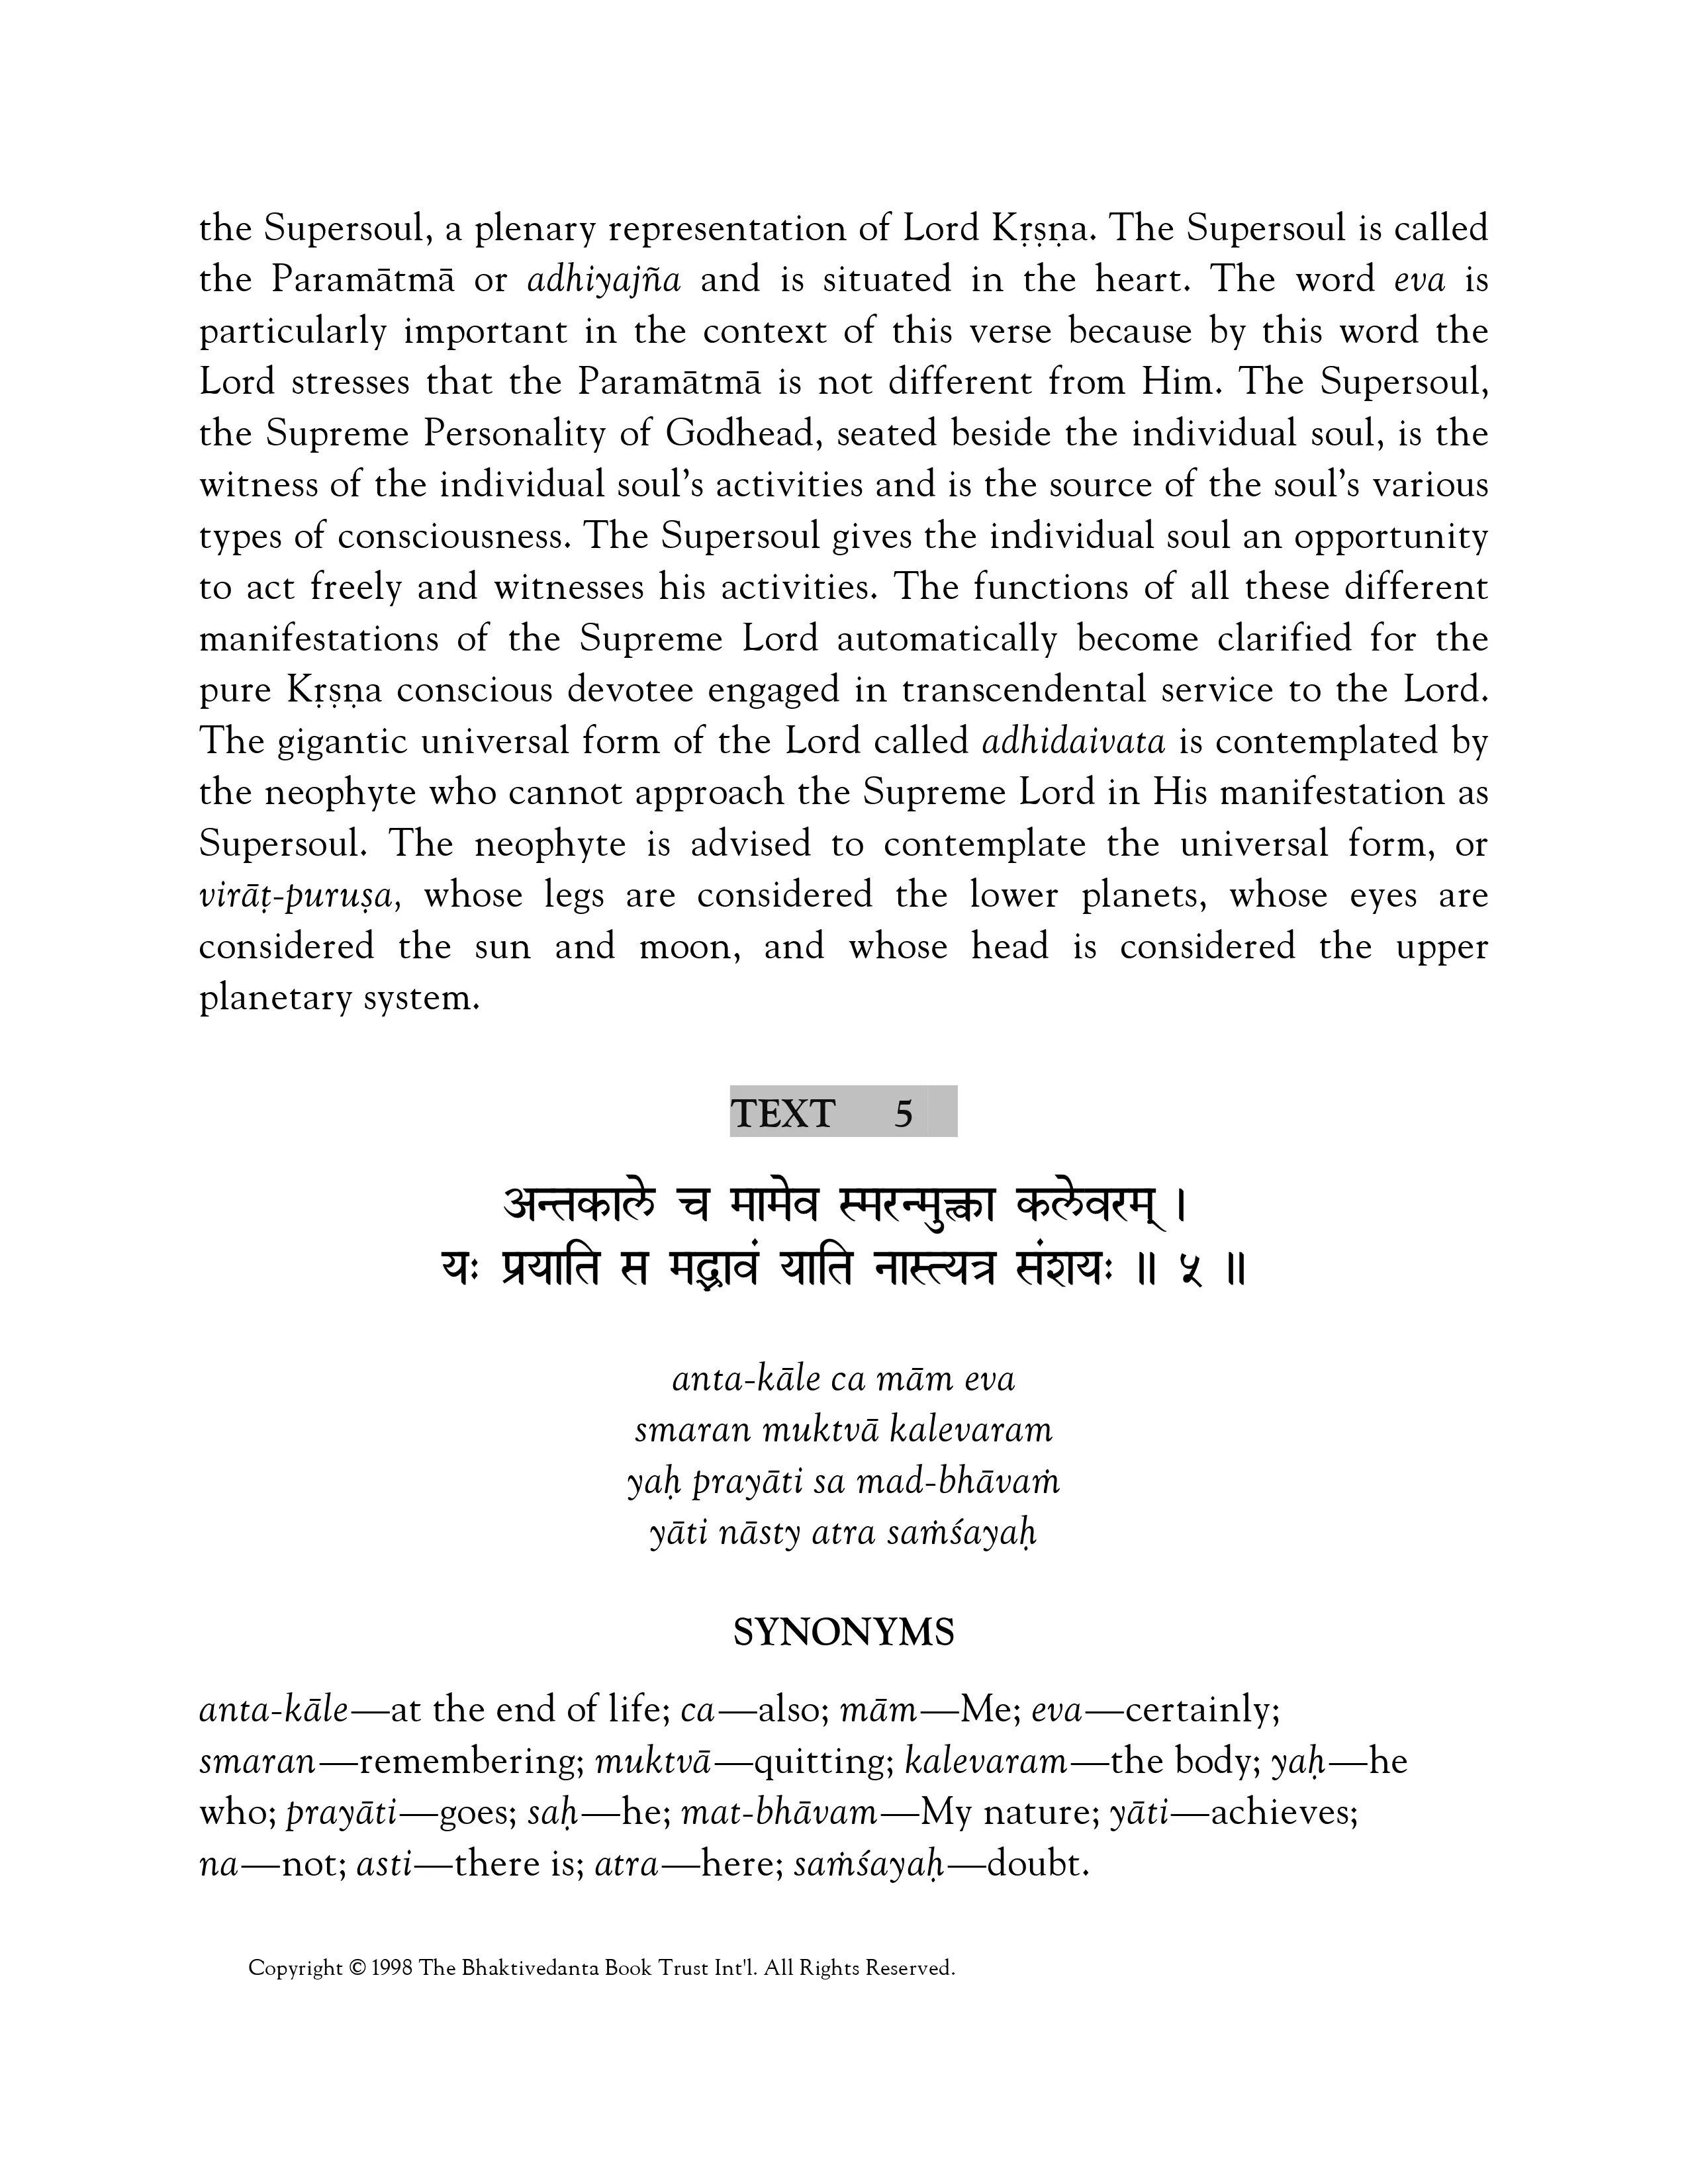 the Supersoul, a plenary representation of Lord Kṛṣṇa. The Supersoul is called
the Paramātmā or adhiyajña and is situated in the heart. The word eva is
particularly important in the context of this verse because by this word the
Lord stresses that the Paramātmā is not different from Him. The Supersoul,
the Supreme Personality of Godhead, seated beside the individual soul, is the
witness of the individual soul’s activities and is the source of the soul’s various
types of consciousness. The Supersoul gives the individual soul an opportunity
to act freely and witnesses his activities. The functions of all these different
manifestations of the Supreme Lord automatically become clarified for the
pure Kṛṣṇa conscious devotee engaged in transcendental service to the Lord.
The gigantic universal form of the Lord called adhidaivata is contemplated by
the neophyte who cannot approach the Supreme Lord in His manifestation as
Supersoul. The neophyte is advised to contemplate the universal form, or
virāṭ-puruṣa, whose legs are considered the lower planets, whose eyes are
considered the sun and moon, and whose head is considered the upper
planetary system.
TEXT 5
अन्तकाले च मामेव स्मरन्मुक्त्वा कलेवरम् ।
यः प्रयाति स मद्भावं याति नास्त्यत्र संशयः ॥ ५ ॥
anta-kāle ca mām eva
smaran muktvā kalevaram
yaḥ prayāti sa mad-bhāvaṁ
yāti nāsty atra saṁśayaḥ
SYNONYMS
anta-kāle—at the end of life; ca—also; mām—Me; eva—certainly;
smaran—remembering; muktvā—quitting; kalevaram—the body; yaḥ—he
who; prayāti—goes; saḥ—he; mat-bhāvam—My nature; yāti—achieves;
na—not; asti—there is; atra—here; saṁśayaḥ—doubt.
Copyright © 1998 The Bhaktivedanta Book Trust Int'l. All Rights Reserved.